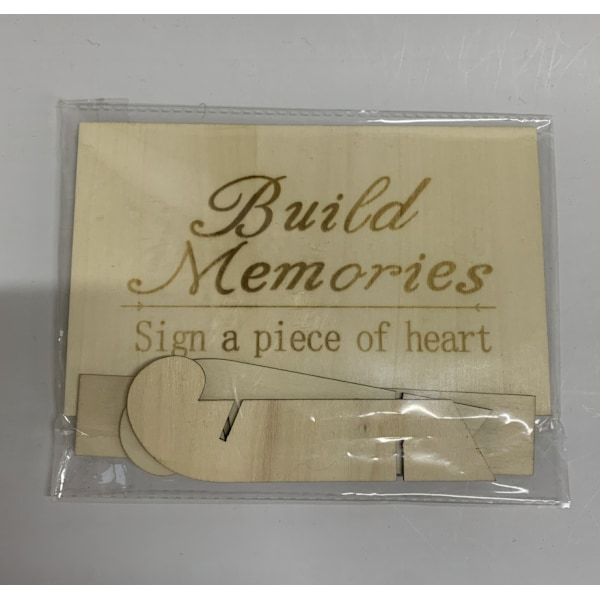 Build
Memories
Sign a piece of heart